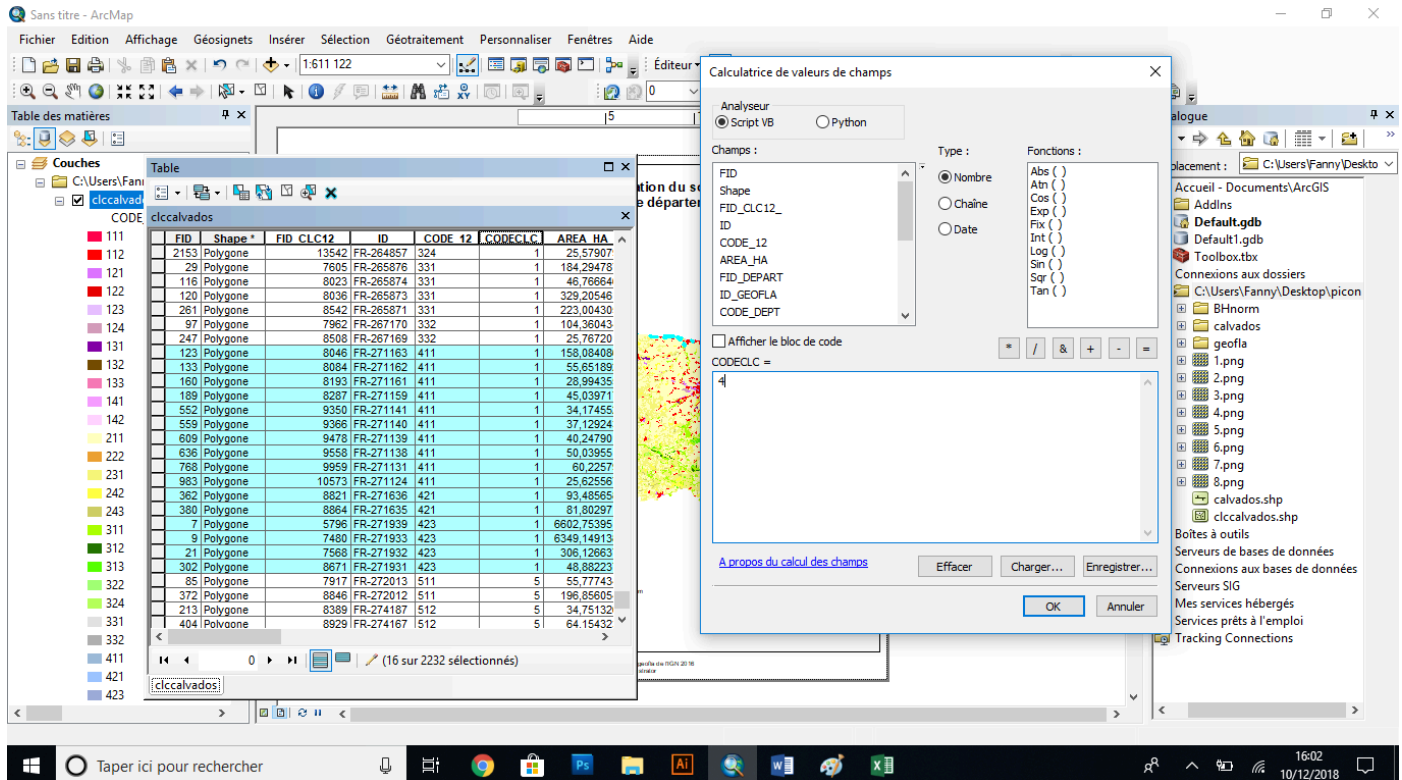 Sans titre - ArcMap
Fichier Edition Affichage Géosignets Insérer Sélection Géotraitement Personnaliser Fenêtres Aide
1:611 122
Éditeur
0
Table des matières
Couches
C:\Users\Fann
clccalvad
CODE_
111
112
121
122
123
124
131
132
133
141
142
211
222
231
242
243
311
312
313
322
324
331
332
411
421
423
Table
clccalvados
FID Shape * FID_CLC12_ ID CODE_12 CODECLC AREA_HA
2153 Polygone 13542 FR-264857 324 1 25,57907
29 Polygone 7605 FR-265876 331 1 184,29478
116 Polygone 8023 FR-265874 331 1 46,76664
120 Polygone 8036 FR-265873 331 1 329,20546
261 Polygone 8542 FR-265871 331 1 223,00430
97 Polygone 7962 FR-267170 332 1 104,36043
247 Polygone 8508 FR-267169 332 1 25,76720
123 Polygone 8046 FR-271163 411 1 158,08408
133 Polygone 8084 FR-271162 411 1 55,65189
160 Polygone 8193 FR-271161 411 1 28,99435
189 Polygone 8287 FR-271159 411 1 45,03971
552 Polygone 9350 FR-271141 411 1 34,17455
559 Polygone 9366 FR-271140 411 1 37,12924
609 Polygone 9478 FR-271139 411 1 40,24790
636 Polygone 9558 FR-271138 411 1 50,03955
768 Polygone 9959 FR-271131 411 1 60,2257
983 Polygone 10573 FR-271124 411 1 25,62556
362 Polygone 8821 FR-271636 421 1 93,48565
380 Polygone 8864 FR-271635 421 1 81,80297
7 Polygone 5796 FR-271939 423 1 6602,75395
9 Polygone 7480 FR-271933 423 1 6349,14913
21 Polygone 7568 FR-271932 423 1 306,12663
302 Polygone 8671 FR-271931 423 1 48,88223
85 Polygone 7917 FR-272013 511 5 55,77743
372 Polygone 8846 FR-272012 511 5 196,85605
213 Polygone 8389 FR-274187 512 5 34,75132
404 Polygone 8929 FR-274167 512 5 64,15432
0 (16 sur 2232 sélectionnés)
clccalvados
|5
ation du s
e départe
geofla de l'IGN 2016
Calculatrice de valeurs de champs
Analyseur
Script VB Python
Champs : Type : Fonctions :
FID
Shape
FID_CLC12_
ID
CODE_12
AREA_HA
FID_DEPART
ID_GEOFLA
CODE_DEPT
Nombre
Chaîne
Date
Abs ( )
Atn ( )
Cos ( )
Exp ( )
Fix ( )
Int ( )
Log ( )
Sin ( )
Sqr ( )
Tan ( )
Afficher le bloc de code
* / & + - =
CODECLC =
4
A propos du calcul des champs
Effacer Charger... Enregistrer...
OK Annuler
alogue
placement : C:\Users\Fanny\Deskto
Accueil - Documents\ArcGIS
AddIns
Default.gdb
Default1.gdb
Toolbox.tbx
Connexions aux dossiers
C:\Users\Fanny\Desktop\picon
BHnorm
calvados
geofla
1.png
2.png
3.png
4.png
5.png
6.png
7.png
8.png
calvados.shp
clccalvados.shp
Boîtes à outils
Serveurs de bases de données
Connexions aux bases de données
Serveurs SIG
Mes services hébergés
Services prêts à l'emploi
Tracking Connections
Taper ici pour rechercher
Ps
Ai
16:02
10/12/2018